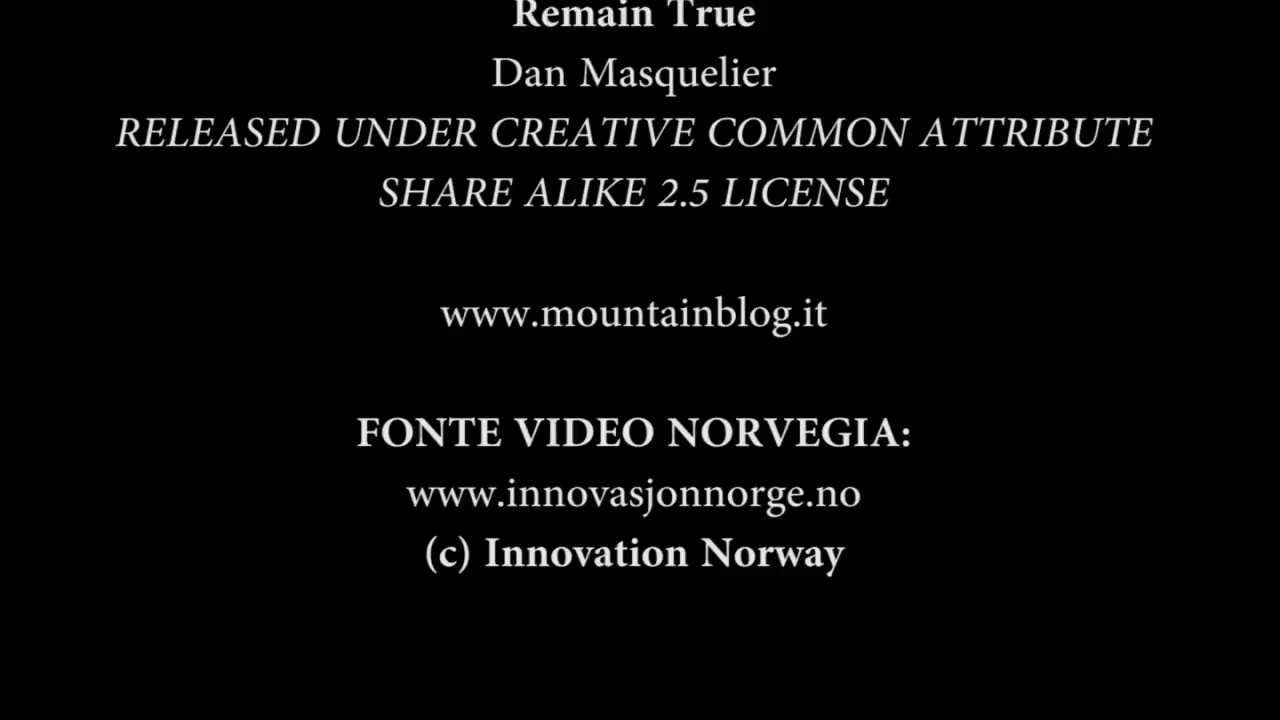 Remain True
Dan Masquelier
RELEASED UNDER CREATIVE COMMON ATTRIBUTE
SHARE ALIKE 2.5 LICENSE
www.mountainblog.it
FONTE VIDEO NORVEGIA:
www.innovasjonnorge.no
(c) Innovation Norway